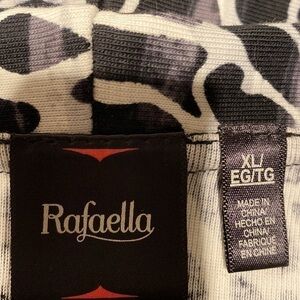 Rafaella
XL/
EG/TG
MADE IN
CHINA/
HECHO EN
CHINA/
FABRIQUÉ
EN CHINE